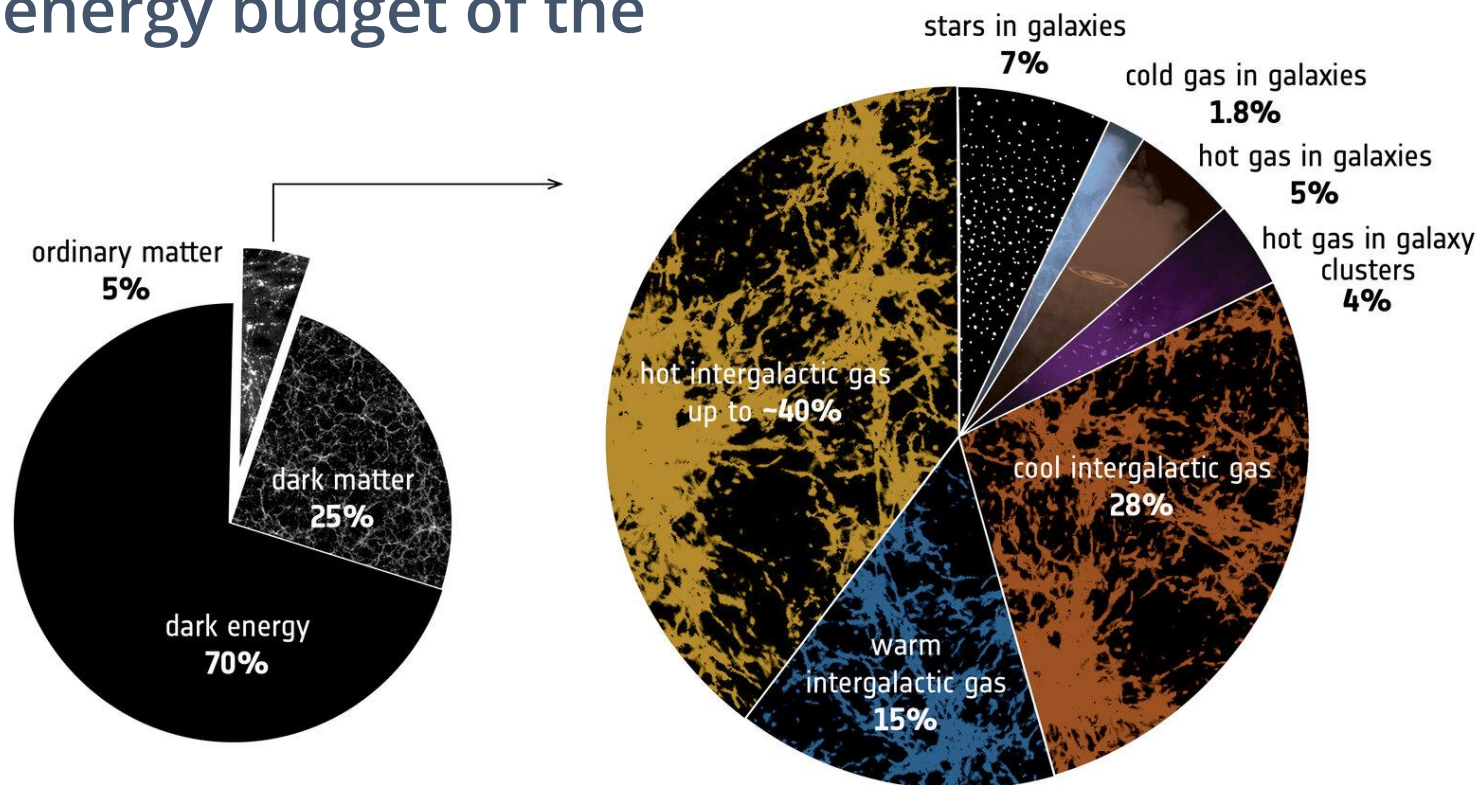 energy budget of the
ordinary matter
5%
dark matter
25%
dark energy
70%
stars in galaxies
7%
cold gas in galaxies
1.8%
hot gas in galaxies
5%
hot gas in galaxy
clusters
4%
hot intergalactic gas
up to ~40%
cool intergalactic gas
28%
warm
intergalactic gas
15%